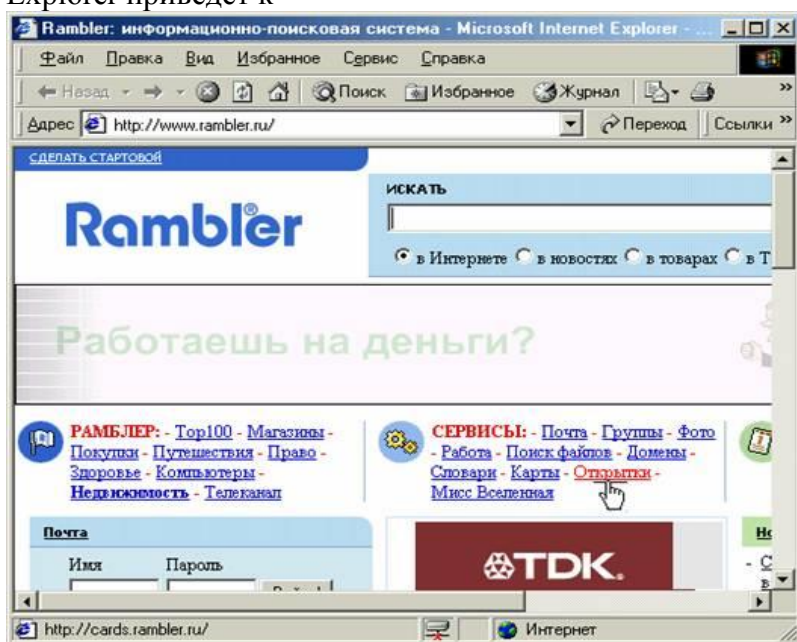 Explorer приведет к
Rambler: информационно-поисковая система - Microsoft Internet Explorer - ...
Файл Правка Вид Избранное Сервис Справка
Назад Поиск Избранное Журнал »
Адрес http://www.rambler.ru/ Переход Ссылки »
СДЕЛАТЬ СТАРТОВОЙ
ИСКАТЬ
Rambler
в Интернете в новостях в товарах в Т
Работаешь на деньги?
РАМБЛЕР: - Top100 - Магазины -
Покупки - Путешествия - Право -
Здоровье - Компьютеры -
Недвижимость - Телеканал
СЕРВИСЫ: - Почта - Группы - Фото
- Работа - Поиск файлов - Домены -
Словари - Карты - Открытки -
Мисс Вселенная
Почта
Имя Пароль
TDK.
Но
- С
в
http://cards.rambler.ru/ Интернет